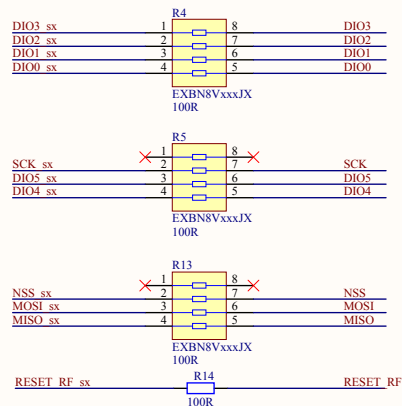 R4
DIO3_sx 1 8 DIO3
DIO2_sx 2 7 DIO2
DIO1_sx 3 6 DIO1
DIO0_sx 4 5 DIO0
EXBN8VxxxJX
100R
R5
1 8
SCK_sx 2 7 SCK
DIO5_sx 3 6 DIO5
DIO4_sx 4 5 DIO4
EXBN8VxxxJX
100R
R13
1 8
NSS_sx 2 7 NSS
MOSI_sx 3 6 MOSI
MISO_sx 4 5 MISO
EXBN8VxxxJX
100R
R14
RESET_RF_sx RESET_RF
100R